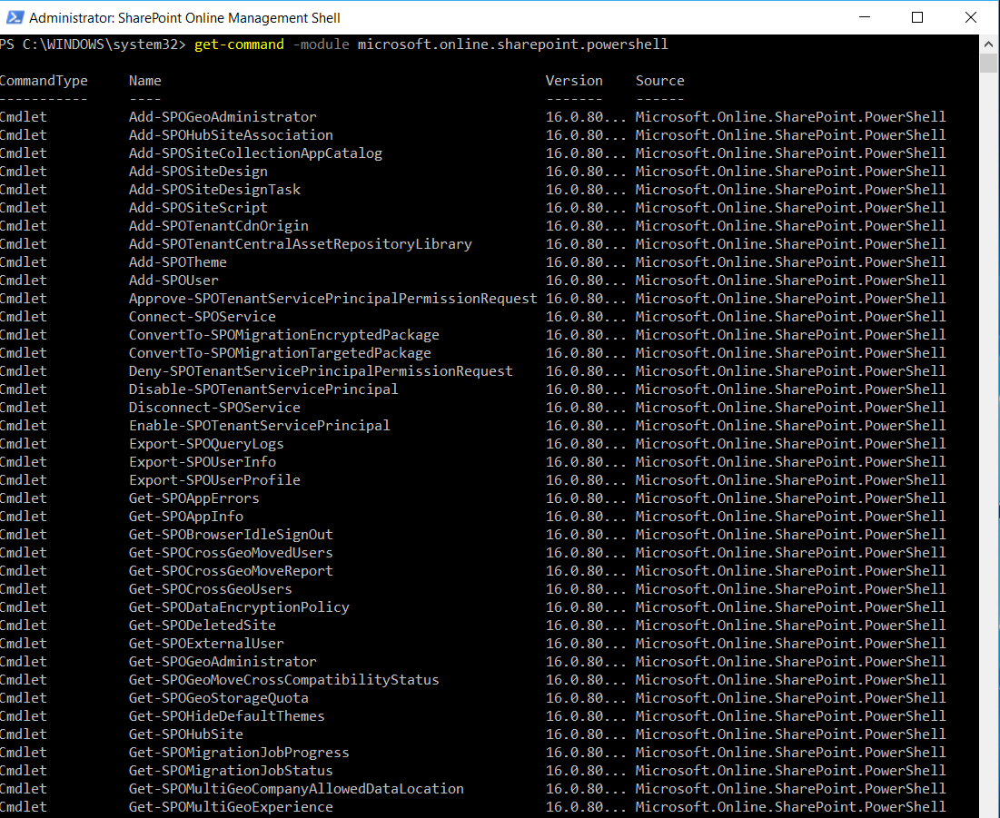 Administrator: SharePoint Online Management Shell
PS C:\WINDOWS\system32> get-command -module microsoft.online.sharepoint.powershell
CommandType Name Version Source
----------- ---- ------- ------
Cmdlet Add-SPOGeoAdministrator 16.0.80... Microsoft.Online.SharePoint.PowerShell
Cmdlet Add-SPOHubSiteAssociation 16.0.80... Microsoft.Online.SharePoint.PowerShell
Cmdlet Add-SPOSiteCollectionAppCatalog 16.0.80... Microsoft.Online.SharePoint.PowerShell
Cmdlet Add-SPOSiteDesign 16.0.80... Microsoft.Online.SharePoint.PowerShell
Cmdlet Add-SPOSiteDesignTask 16.0.80... Microsoft.Online.SharePoint.PowerShell
Cmdlet Add-SPOSiteScript 16.0.80... Microsoft.Online.SharePoint.PowerShell
Cmdlet Add-SPOTenantCdnOrigin 16.0.80... Microsoft.Online.SharePoint.PowerShell
Cmdlet Add-SPOTenantCentralAssetRepositoryLibrary 16.0.80... Microsoft.Online.SharePoint.PowerShell
Cmdlet Add-SPOTheme 16.0.80... Microsoft.Online.SharePoint.PowerShell
Cmdlet Add-SPOUser 16.0.80... Microsoft.Online.SharePoint.PowerShell
Cmdlet Approve-SPOTenantServicePrincipalPermissionRequest 16.0.80... Microsoft.Online.SharePoint.PowerShell
Cmdlet Connect-SPOService 16.0.80... Microsoft.Online.SharePoint.PowerShell
Cmdlet ConvertTo-SPOMigrationEncryptedPackage 16.0.80... Microsoft.Online.SharePoint.PowerShell
Cmdlet ConvertTo-SPOMigrationTargetedPackage 16.0.80... Microsoft.Online.SharePoint.PowerShell
Cmdlet Deny-SPOTenantServicePrincipalPermissionRequest 16.0.80... Microsoft.Online.SharePoint.PowerShell
Cmdlet Disable-SPOTenantServicePrincipal 16.0.80... Microsoft.Online.SharePoint.PowerShell
Cmdlet Disconnect-SPOService 16.0.80... Microsoft.Online.SharePoint.PowerShell
Cmdlet Enable-SPOTenantServicePrincipal 16.0.80... Microsoft.Online.SharePoint.PowerShell
Cmdlet Export-SPOQueryLogs 16.0.80... Microsoft.Online.SharePoint.PowerShell
Cmdlet Export-SPOUserInfo 16.0.80... Microsoft.Online.SharePoint.PowerShell
Cmdlet Export-SPOUserProfile 16.0.80... Microsoft.Online.SharePoint.PowerShell
Cmdlet Get-SPOAppErrors 16.0.80... Microsoft.Online.SharePoint.PowerShell
Cmdlet Get-SPOAppInfo 16.0.80... Microsoft.Online.SharePoint.PowerShell
Cmdlet Get-SPOBrowserIdleSignOut 16.0.80... Microsoft.Online.SharePoint.PowerShell
Cmdlet Get-SPOCrossGeoMovedUsers 16.0.80... Microsoft.Online.SharePoint.PowerShell
Cmdlet Get-SPOCrossGeoMoveReport 16.0.80... Microsoft.Online.SharePoint.PowerShell
Cmdlet Get-SPOCrossGeoUsers 16.0.80... Microsoft.Online.SharePoint.PowerShell
Cmdlet Get-SPODataEncryptionPolicy 16.0.80... Microsoft.Online.SharePoint.PowerShell
Cmdlet Get-SPODeletedSite 16.0.80... Microsoft.Online.SharePoint.PowerShell
Cmdlet Get-SPOExternalUser 16.0.80... Microsoft.Online.SharePoint.PowerShell
Cmdlet Get-SPOGeoAdministrator 16.0.80... Microsoft.Online.SharePoint.PowerShell
Cmdlet Get-SPOGeoMoveCrossCompatibilityStatus 16.0.80... Microsoft.Online.SharePoint.PowerShell
Cmdlet Get-SPOGeoStorageQuota 16.0.80... Microsoft.Online.SharePoint.PowerShell
Cmdlet Get-SPOHideDefaultThemes 16.0.80... Microsoft.Online.SharePoint.PowerShell
Cmdlet Get-SPOHubSite 16.0.80... Microsoft.Online.SharePoint.PowerShell
Cmdlet Get-SPOMigrationJobProgress 16.0.80... Microsoft.Online.SharePoint.PowerShell
Cmdlet Get-SPOMigrationJobStatus 16.0.80... Microsoft.Online.SharePoint.PowerShell
Cmdlet Get-SPOMultiGeoCompanyAllowedDataLocation 16.0.80... Microsoft.Online.SharePoint.PowerShell
Cmdlet Get-SPOMultiGeoExperience 16.0.80... Microsoft.Online.SharePoint.PowerShell